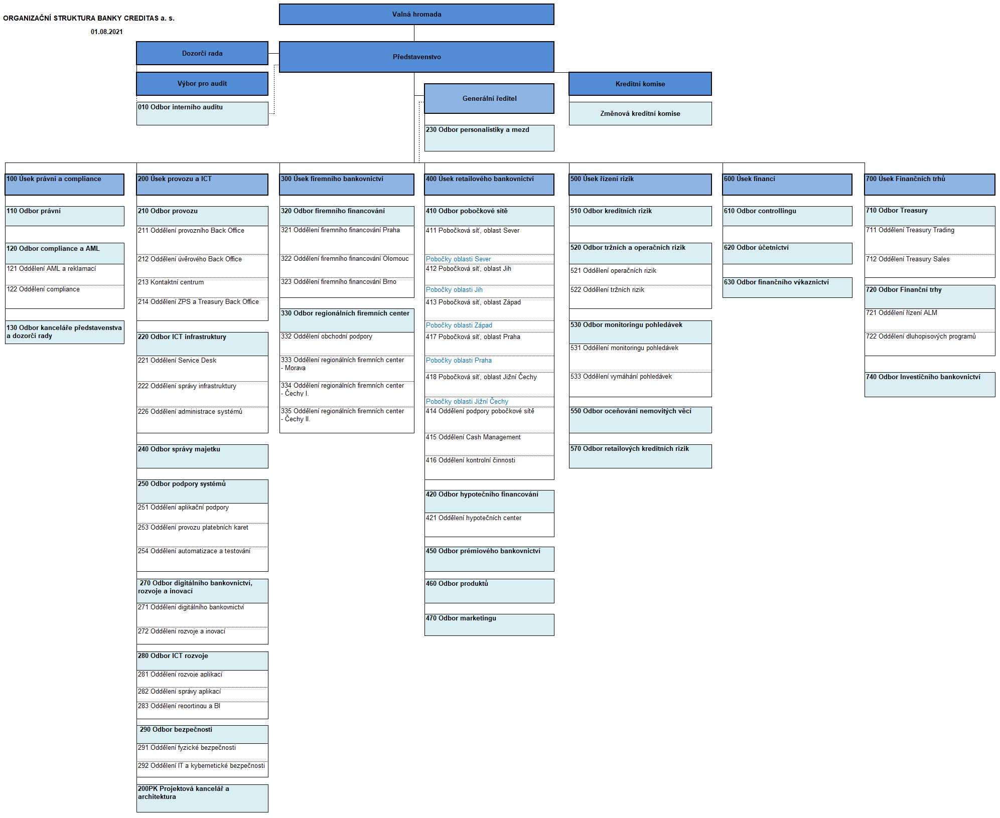 ORGANIZAČNÍ STRUKTURA BANKY CREDITAS a. s.
01.08.2021
Valná hromada
Dozorčí rada
Představenstvo
Výbor pro audit
Generální ředitel
Kreditní komise
010 Odbor interního auditu
Změnová kreditní komise
230 Odbor personalistiky a mezd
100 Úsek právní a compliance
110 Odbor právní
120 Odbor compliance a AML
121 Oddělení AML a reklamací
122 Oddělení compliance
130 Odbor kanceláře představenstva
a dozorčí rady
200 Úsek provozu a ICT
210 Odbor provozu
211 Oddělení provozního Back Office
212 Oddělení úvěrového Back Office
213 Kontaktní centrum
214 Oddělení ZPS a Treasury Back Office
220 Odbor ICT infrastruktury
221 Oddělení Service Desk
222 Oddělení správy infrastruktury
226 Oddělení administrace systémů
240 Odbor správy majetku
250 Odbor podpory systémů
251 Oddělení aplikační podpory
253 Oddělení provozu platebních karet
254 Oddělení automatizace a testování
270 Odbor digitálního bankovnictví,
rozvoje a inovací
271 Oddělení digitálního bankovnictví
272 Oddělení rozvoje a inovací
280 Odbor ICT rozvoje
281 Oddělení rozvoje aplikací
282 Oddělení správy aplikací
283 Oddělení reportingu a BI
290 Odbor bezpečnosti
291 Oddělení fyzické bezpečnosti
292 Oddělení IT a kybernetické bezpečnosti
200PK Projektová kancelář a
architektura
300 Úsek firemního bankovnictví
320 Odbor firemního financování
321 Oddělení firemního financování Praha
322 Oddělení firemního financování Olomouc
323 Oddělení firemního financování Brno
330 Odbor regionálních firemních center
332 Oddělení obchodní podpory
333 Oddělení regionálních firemních center
- Morava
334 Oddělení regionálních firemních center
- Čechy I.
335 Oddělení regionálních firemních center
- Čechy II.
400 Úsek retailového bankovnictví
410 Odbor pobočkové sítě
411 Pobočková síť, oblast Sever
Pobočky oblasti Sever
412 Pobočková síť, oblast Jih
Pobočky oblasti Jih
413 Pobočková síť, oblast Západ
Pobočky oblasti Západ
417 Pobočková síť, oblast Praha
Pobočky oblasti Praha
418 Pobočková síť, oblast Jižní Čechy
Pobočky oblasti Jižní Čechy
414 Oddělení podpory pobočkové sítě
415 Oddělení Cash Management
416 Oddělení kontrolní činnosti
420 Odbor hypotečního financování
421 Oddělení hypotečních center
450 Odbor prémiového bankovnictví
460 Odbor produktů
470 Odbor marketingu
500 Úsek řízení rizik
510 Odbor kreditních rizik
520 Odbor tržních a operačních rizik
521 Oddělení operačních rizik
522 Oddělení tržních rizik
530 Odbor monitoringu pohledávek
531 Oddělení monitoringu pohledávek
533 Oddělení vymáhání pohledávek
550 Odbor oceňování nemovitých věcí
570 Odbor retailových kreditních rizik
600 Úsek financí
610 Odbor controllingu
620 Odbor účetnictví
630 Odbor finančního výkaznictví
700 Úsek Finančních trhů
710 Odbor Treasury
711 Oddělení Treasury Trading
712 Oddělení Treasury Sales
720 Odbor Finanční trhy
721 Oddělení řízení ALM
722 Oddělení dluhopisových programů
740 Odbor Investičního bankovnictví